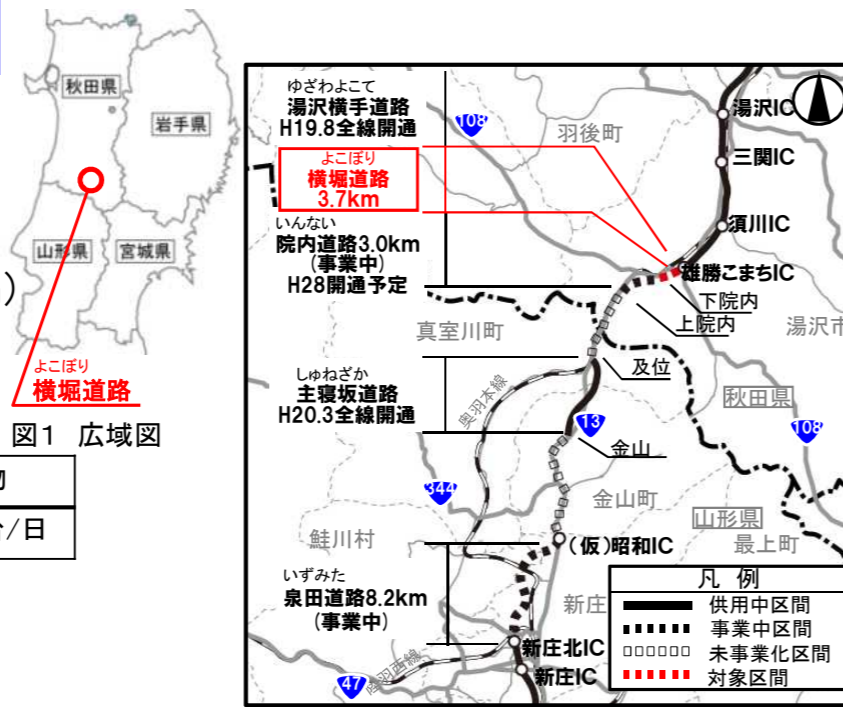 秋田県
岩手県
山形県
宮城県
)
よこぼり
横堀道路
図1 広域図
物
台/日
ゆざわよこて
湯沢横手道路
H19.8全線開通
よこぼり
横堀道路
3.7km
いんない
院内道路3.0km
(事業中)
H28開通予定
しゅねざか
主寝坂道路
H20.3全線開通
いずみた
泉田道路8.2km
(事業中)
108
羽後町
湯沢IC
三関IC
須川IC
雄勝こまちIC
下院内
上院内
湯沢市
真室川町
及位
奥羽本線
秋田県
13
108
金山
344
金山町
山形県
鮭川村
(仮)昭和IC
最上町
新庄
新庄北IC
新庄IC
陸羽西線
47
凡 例
供用中区間
事業中区間
未事業化区間
対象区間